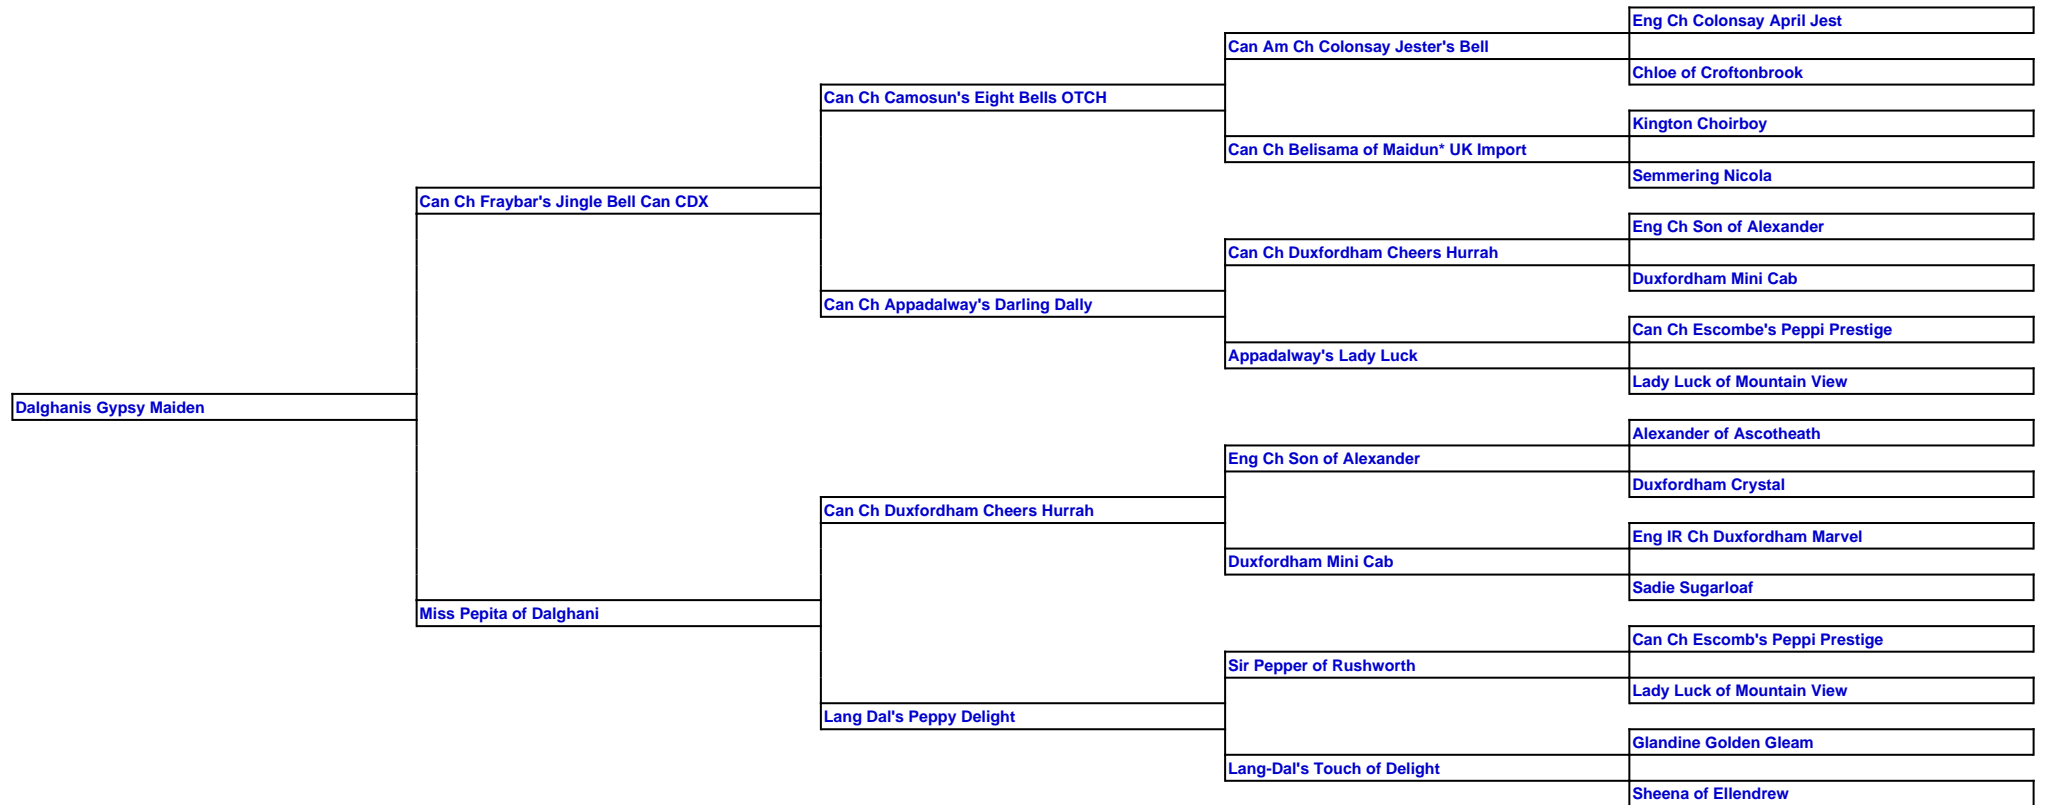 Eng Ch Colonsay April Jest
Can Am Ch Colonsay Jester's Bell
Chloe of Croftonbrook
Can Ch Camosun's Eight Bells OTCH
Kington Choirboy
Can Ch Belisama of Maidun* UK Import
Semmering Nicola
Can Ch Fraybar's Jingle Bell Can CDX
Eng Ch Son of Alexander
Can Ch Duxfordham Cheers Hurrah
Duxfordham Mini Cab
Can Ch Appadalway's Darling Dally
Can Ch Escombe's Peppi Prestige
Appadalway's Lady Luck
Lady Luck of Mountain View
Dalghanis Gypsy Maiden
Alexander of Ascotheath
Eng Ch Son of Alexander
Duxfordham Crystal
Can Ch Duxfordham Cheers Hurrah
Eng IR Ch Duxfordham Marvel
Duxfordham Mini Cab
Sadie Sugarloaf
Miss Pepita of Dalghani
Can Ch Escomb's Peppi Prestige
Sir Pepper of Rushworth
Lady Luck of Mountain View
Lang Dal's Peppy Delight
Glandine Golden Gleam
Lang-Dal's Touch of Delight
Sheena of Ellendrew